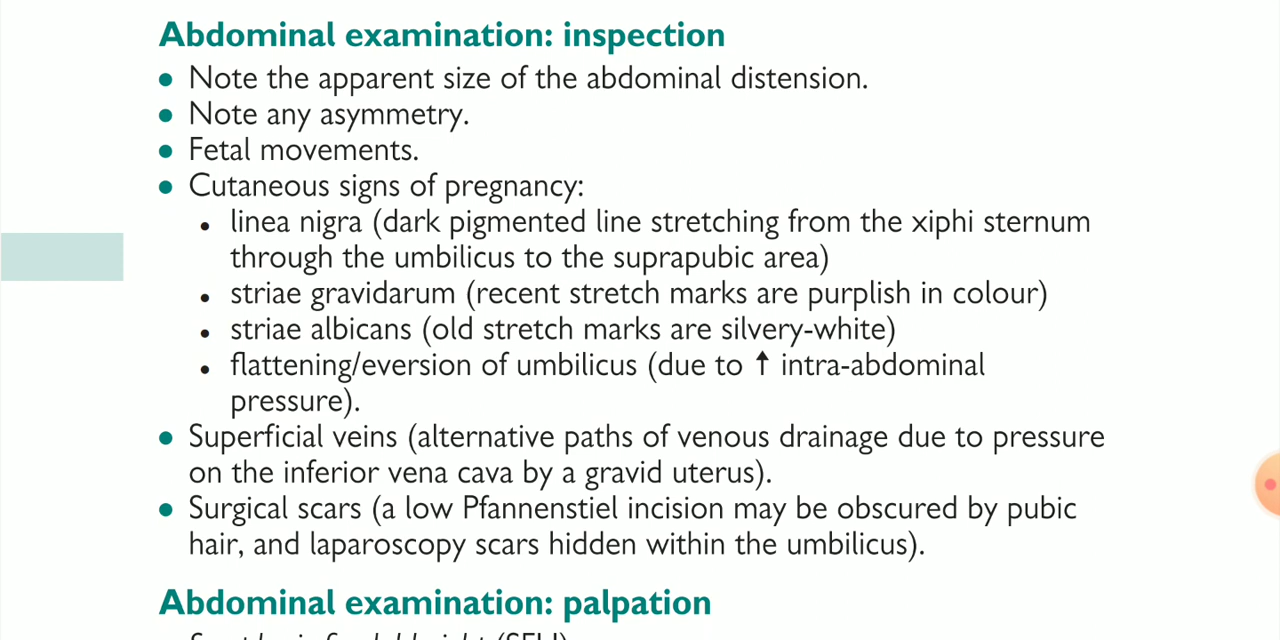 Abdominal examination: inspection
● Note the apparent size of the abdominal distension.
● Note any asymmetry.
● Fetal movements.
● Cutaneous signs of pregnancy:
• linea nigra (dark pigmented line stretching from the xiphi sternum
through the umbilicus to the suprapubic area)
• striae gravidarum (recent stretch marks are purplish in colour)
• striae albicans (old stretch marks are silvery-white)
• flattening/eversion of umbilicus (due to ↑ intra-abdominal
pressure).
● Superficial veins (alternative paths of venous drainage due to pressure
on the inferior vena cava by a gravid uterus).
● Surgical scars (a low Pfannenstiel incision may be obscured by pubic
hair, and laparoscopy scars hidden within the umbilicus).
Abdominal examination: palpation